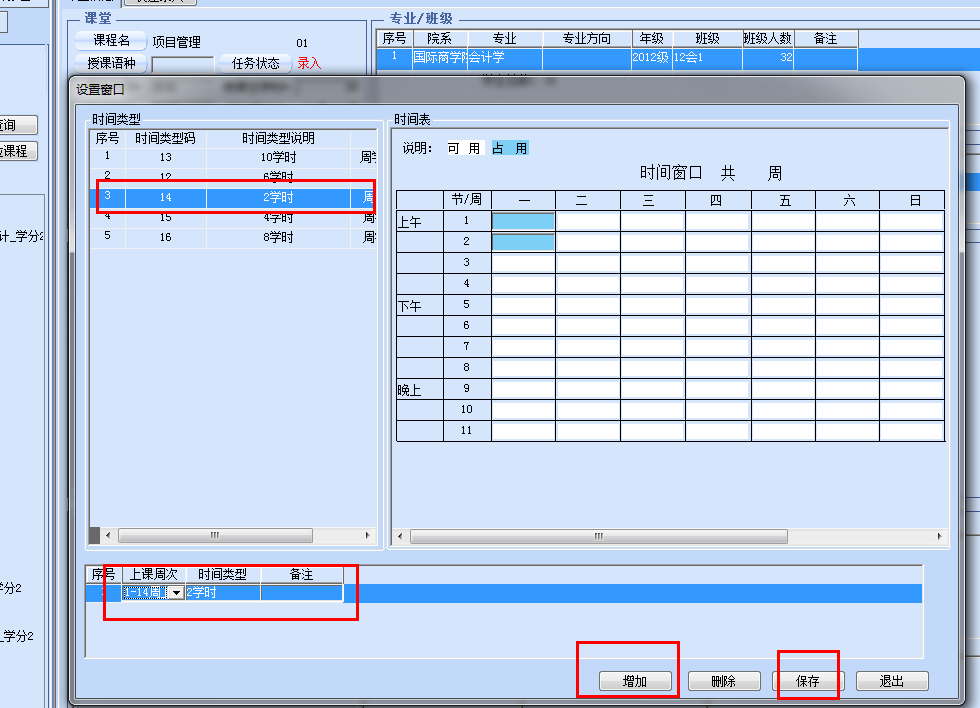 课堂
课程名 项目管理 01
授课语种 任务状态 录入
专业/班级
序号 院系 专业 专业方向 年级 班级 班级人数 备注
1 国际商学院 会计学 2012级 12会1 32
设置窗口
时间类型
序号 时间类型码 时间类型说明
1 13 10学时 周学
2 12 6学时
3 14 2学时 周
4 15 4学时 周
5 16 8学时 周
时间表
说明： 可 用 占 用
时间窗口 共 周
节/周 一 二 三 四 五 六 日
上午 1
2
3
4
下午 5
6
7
8
晚上 9
10
11
序号 上课周次 时间类型 备注
1-14周 2学时
增加 删除 保存 退出
查询
课程
计_学分2
学分2
_学分2